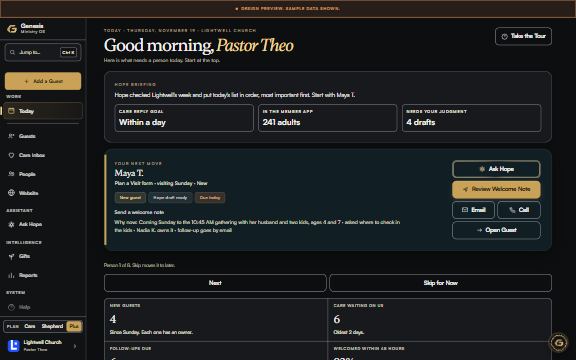 DESIGN PREVIEW. SAMPLE DATA SHOWN.
Genesis
Ministry OS
Jump to...
Ctrl K
+ Add a Guest
WORK
Today
Guests
Care Inbox
People
Website
ASSISTANT
Ask Hope
INTELLIGENCE
Gifts
Reports
SYSTEM
Help
PLAN Care Shepherd Plus
Lightwell Church
Pastor Theo
TODAY · THURSDAY, NOVEMBER 19 · LIGHTWELL CHURCH
Good morning, Pastor Theo
Here is what needs a person today. Start at the top.
Take the Tour
HOPE BRIEFING
Hope checked Lightwell's week and put today's list in order, most important first. Start with Maya T.
CARE REPLY GOAL
Within a day
IN THE MEMBER APP
241 adults
NEEDS YOUR JUDGMENT
4 drafts
YOUR NEXT MOVE
Maya T.
Plan a Visit form · visiting Sunday · New
New guest
Hope draft ready
Due today
Send a welcome note
Why now: Coming Sunday to the 10:45 AM gathering with her husband and two kids, ages 4 and 7 · asked where to check in
the kids · Nadia K. owns it · follow-up goes by email
Ask Hope
Review Welcome Note
Email
Call
Open Guest
Person 1 of 8. Skip moves it to later.
Next
Skip for Now
NEW GUESTS
4
Since Sunday. Each one has an owner.
CARE WAITING ON US
6
Oldest 2 days.
FOLLOW-UPS DUE
WELCOMED WITHIN 48 HOURS